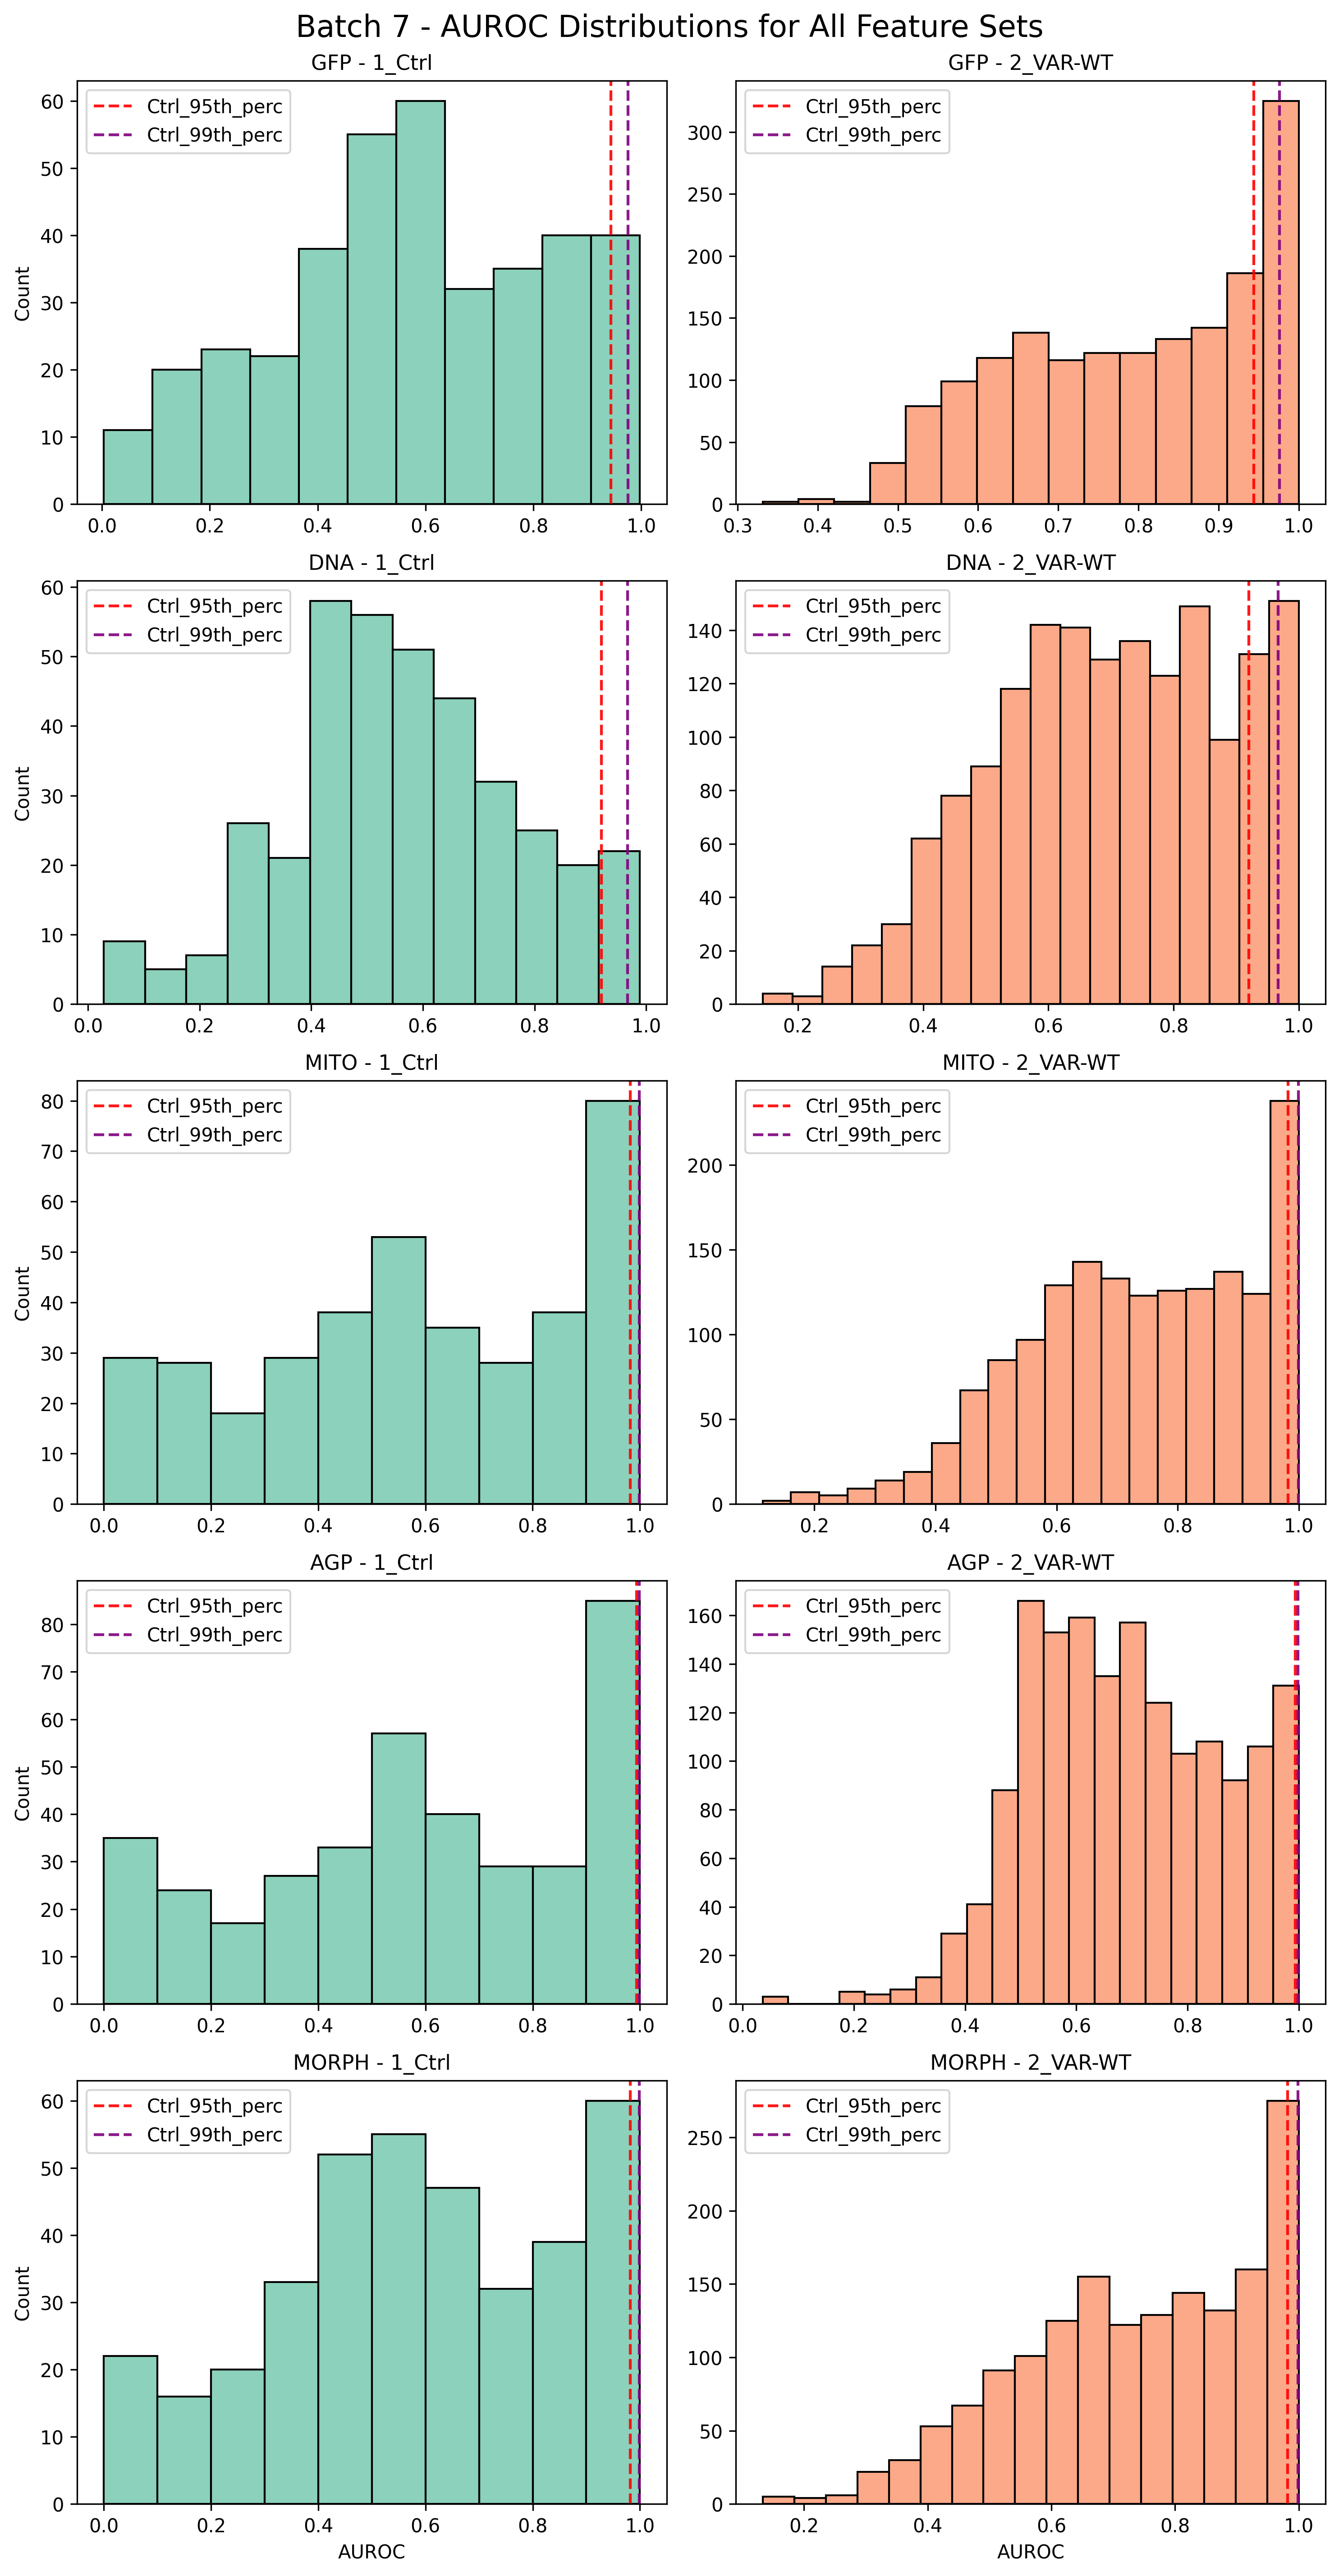 Batch 7 - AUROC Distributions for All Feature Sets
GFP - 1_Ctrl
Ctrl_95th_perc
Ctrl_99th_perc
Count
60
50
40
30
20
10
0
0.0 0.2 0.4 0.6 0.8 1.0
GFP - 2_VAR-WT
Ctrl_95th_perc
Ctrl_99th_perc
300
250
200
150
100
50
0
0.3 0.4 0.5 0.6 0.7 0.8 0.9 1.0
DNA - 1_Ctrl
Ctrl_95th_perc
Ctrl_99th_perc
Count
60
50
40
30
20
10
0
0.0 0.2 0.4 0.6 0.8 1.0
DNA - 2_VAR-WT
Ctrl_95th_perc
Ctrl_99th_perc
140
120
100
80
60
40
20
0
0.2 0.4 0.6 0.8 1.0
MITO - 1_Ctrl
Ctrl_95th_perc
Ctrl_99th_perc
Count
80
70
60
50
40
30
20
10
0
0.0 0.2 0.4 0.6 0.8 1.0
MITO - 2_VAR-WT
Ctrl_95th_perc
Ctrl_99th_perc
200
150
100
50
0
0.2 0.4 0.6 0.8 1.0
AGP - 1_Ctrl
Ctrl_95th_perc
Ctrl_99th_perc
Count
80
70
60
50
40
30
20
10
0
0.0 0.2 0.4 0.6 0.8 1.0
AGP - 2_VAR-WT
Ctrl_95th_perc
Ctrl_99th_perc
160
140
120
100
80
60
40
20
0
0.0 0.2 0.4 0.6 0.8 1.0
MORPH - 1_Ctrl
Ctrl_95th_perc
Ctrl_99th_perc
Count
60
50
40
30
20
10
0
0.0 0.2 0.4 0.6 0.8 1.0
AUROC
MORPH - 2_VAR-WT
Ctrl_95th_perc
Ctrl_99th_perc
250
200
150
100
50
0
0.2 0.4 0.6 0.8 1.0
AUROC